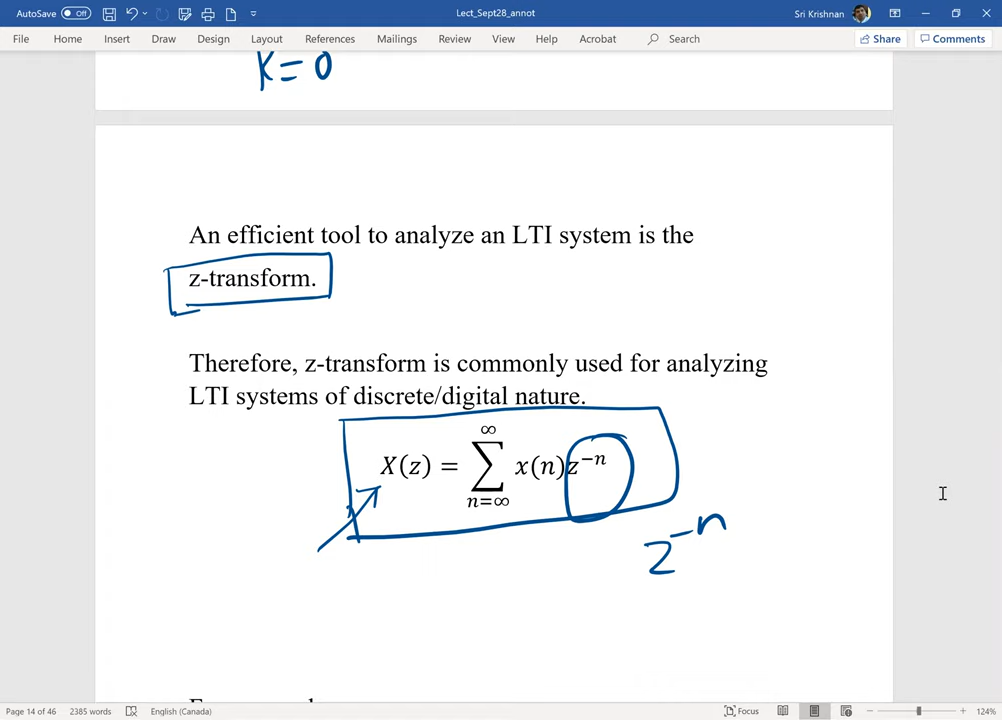 AutoSave Off Lect_Sept28_annot Sri Krishnan
File Home Insert Draw Design Layout References Mailings Review View Help Acrobat Search Share Comments
K=0
An efficient tool to analyze an LTI system is the
z-transform.
Therefore, z-transform is commonly used for analyzing
LTI systems of discrete/digital nature.
∞
X(z) = ∑ x(n)z⁻ⁿ
n=∞
z⁻ⁿ
Page 14 of 46 2385 words English (Canada) Focus 124%